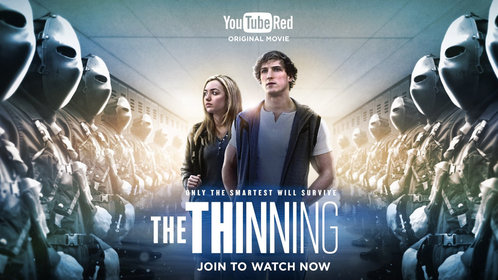 YouTube Red
ORIGINAL MOVIE
ONLY THE SMARTEST WILL SURVIVE
THE THINNING
JOIN TO WATCH NOW